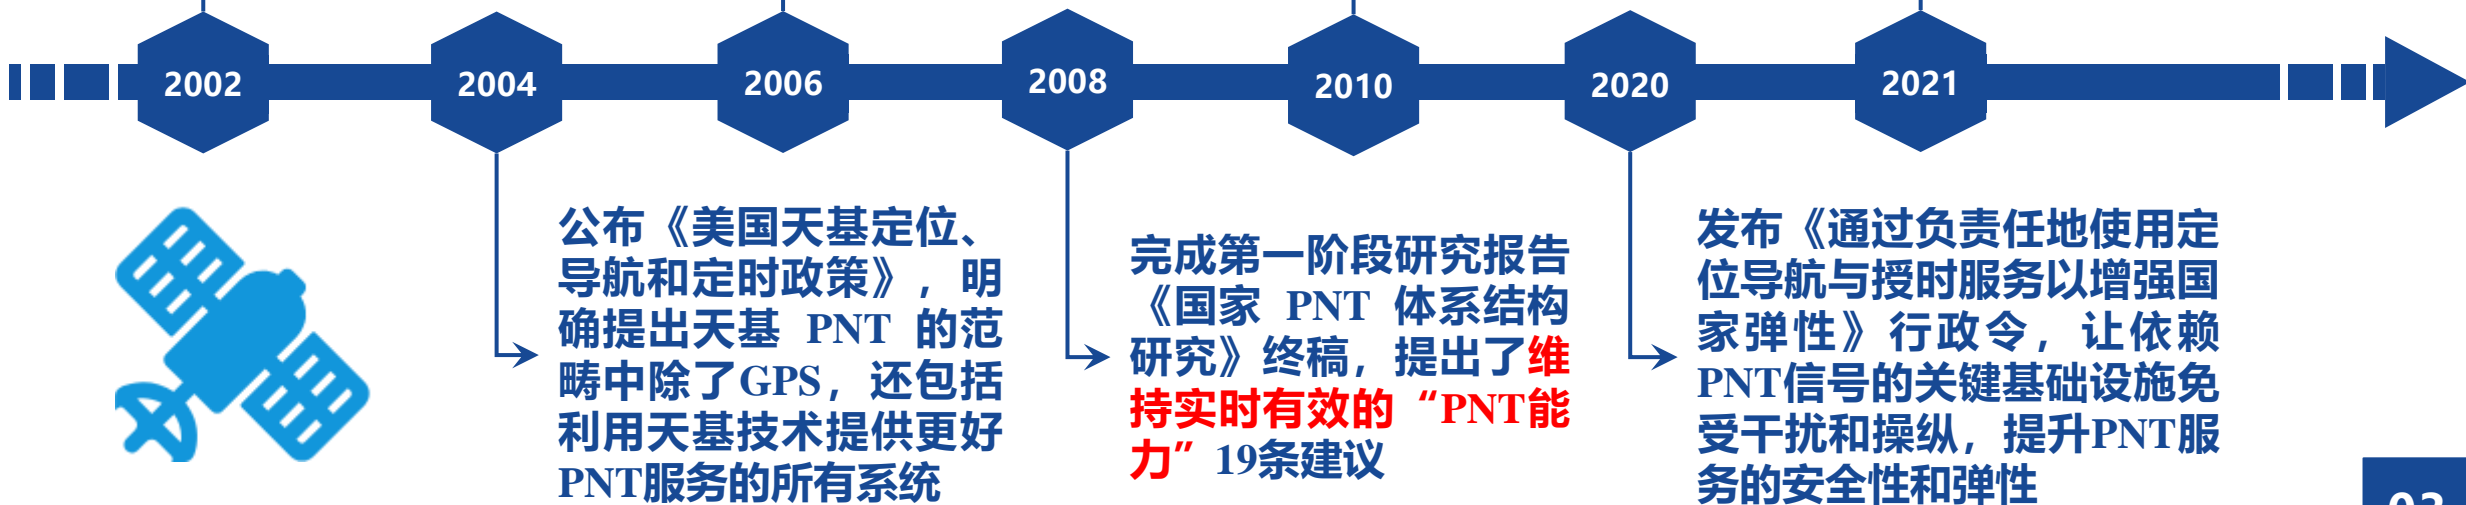 2002
2004
2006
2008
2010
2020
2021
公布《美国天基定位、
导航和定时政策》，明
确提出天基 PNT 的范
畴中除了GPS，还包括
利用天基技术提供更好
PNT服务的所有系统
完成第一阶段研究报告
《国家 PNT 体系结构
研究》终稿，提出了维
持实时有效的“PNT能
力”19条建议
发布《通过负责任地使用定
位导航与授时服务以增强国
家弹性》行政令，让依赖
PNT信号的关键基础设施免
受干扰和操纵，提升PNT服
务的安全性和弹性